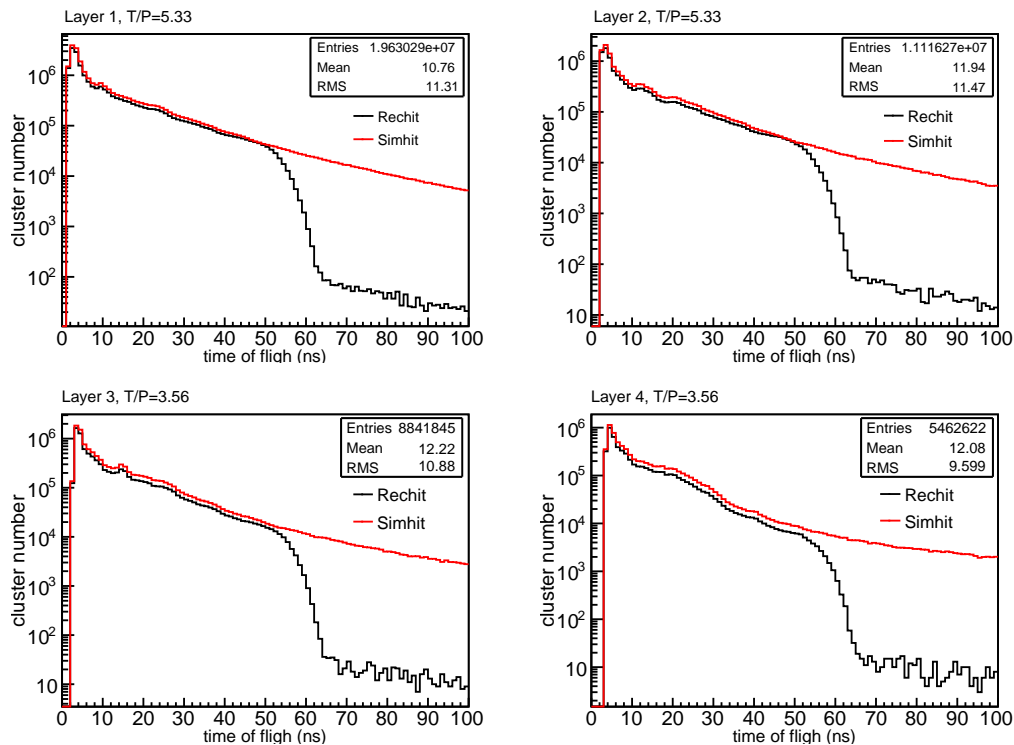 Layer 1, T/P=5.33
Entries 1.963029e+07
Mean 10.76
RMS 11.31
Rechit
Simhit
cluster number
10^6
10^5
10^4
10^3
10^2
0 10 20 30 40 50 60 70 80 90 100
time of fligh (ns)
Layer 2, T/P=5.33
Entries 1.111627e+07
Mean 11.94
RMS 11.47
Rechit
Simhit
cluster number
10^6
10^5
10^4
10^3
10^2
10
0 10 20 30 40 50 60 70 80 90 100
time of fligh (ns)
Layer 3, T/P=3.56
Entries 8841845
Mean 12.22
RMS 10.88
Rechit
Simhit
cluster number
10^6
10^5
10^4
10^3
10^2
10
0 10 20 30 40 50 60 70 80 90 100
time of fligh (ns)
Layer 4, T/P=3.56
Entries 5462622
Mean 12.08
RMS 9.599
Rechit
Simhit
cluster number
10^6
10^5
10^4
10^3
10^2
10
0 10 20 30 40 50 60 70 80 90 100
time of fligh (ns)